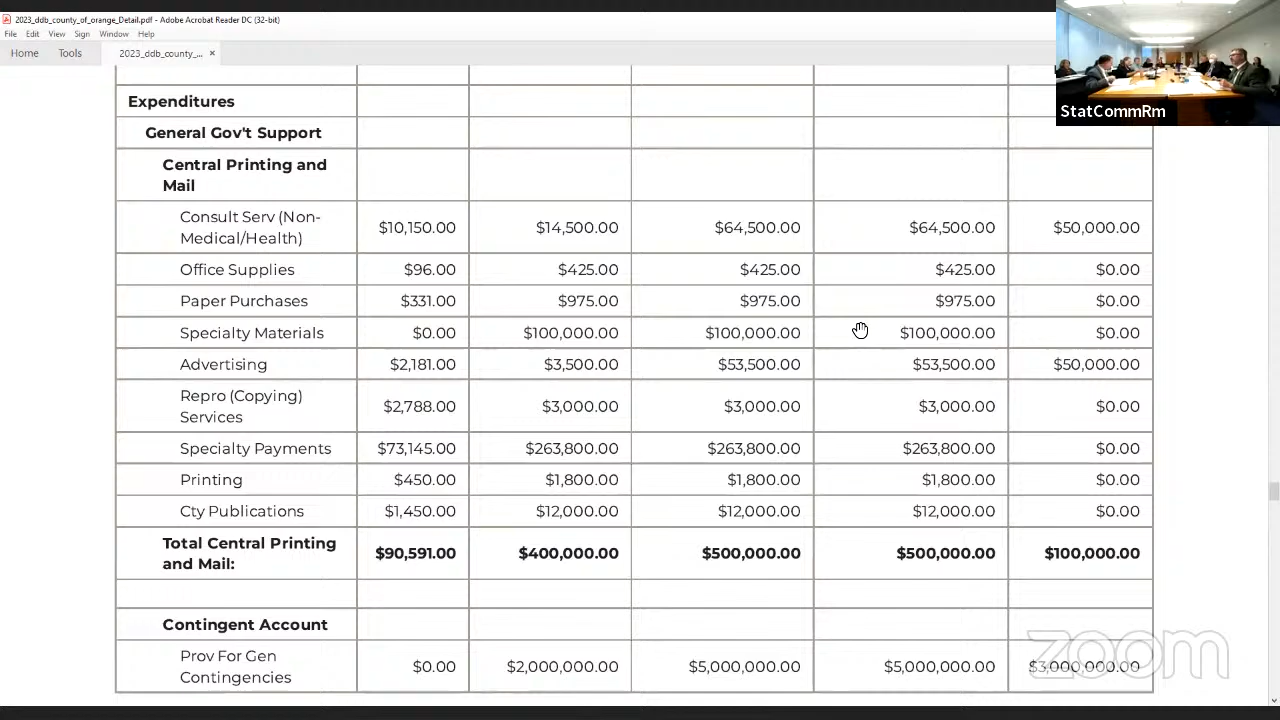 2023_ddb_county_of_orange_Detail.pdf - Adobe Acrobat Reader DC (32-bit)
File Edit View Sign Window Help
Home Tools 2023_ddb_county_... ×
StatCommRm
Expenditures
General Gov't Support
Central Printing and
Mail
Consult Serv (Non-
Medical/Health) $10,150.00 $14,500.00 $64,500.00 $64,500.00 $50,000.00
Office Supplies $96.00 $425.00 $425.00 $425.00 $0.00
Paper Purchases $331.00 $975.00 $975.00 $975.00 $0.00
Specialty Materials $0.00 $100,000.00 $100,000.00 $100,000.00 $0.00
Advertising $2,181.00 $3,500.00 $53,500.00 $53,500.00 $50,000.00
Repro (Copying)
Services $2,788.00 $3,000.00 $3,000.00 $3,000.00 $0.00
Specialty Payments $73,145.00 $263,800.00 $263,800.00 $263,800.00 $0.00
Printing $450.00 $1,800.00 $1,800.00 $1,800.00 $0.00
Cty Publications $1,450.00 $12,000.00 $12,000.00 $12,000.00 $0.00
Total Central Printing
and Mail: $90,591.00 $400,000.00 $500,000.00 $500,000.00 $100,000.00
Contingent Account
Prov For Gen
Contingencies $0.00 $2,000,000.00 $5,000,000.00 $5,000,000.00 $3,000,000.00
zoom